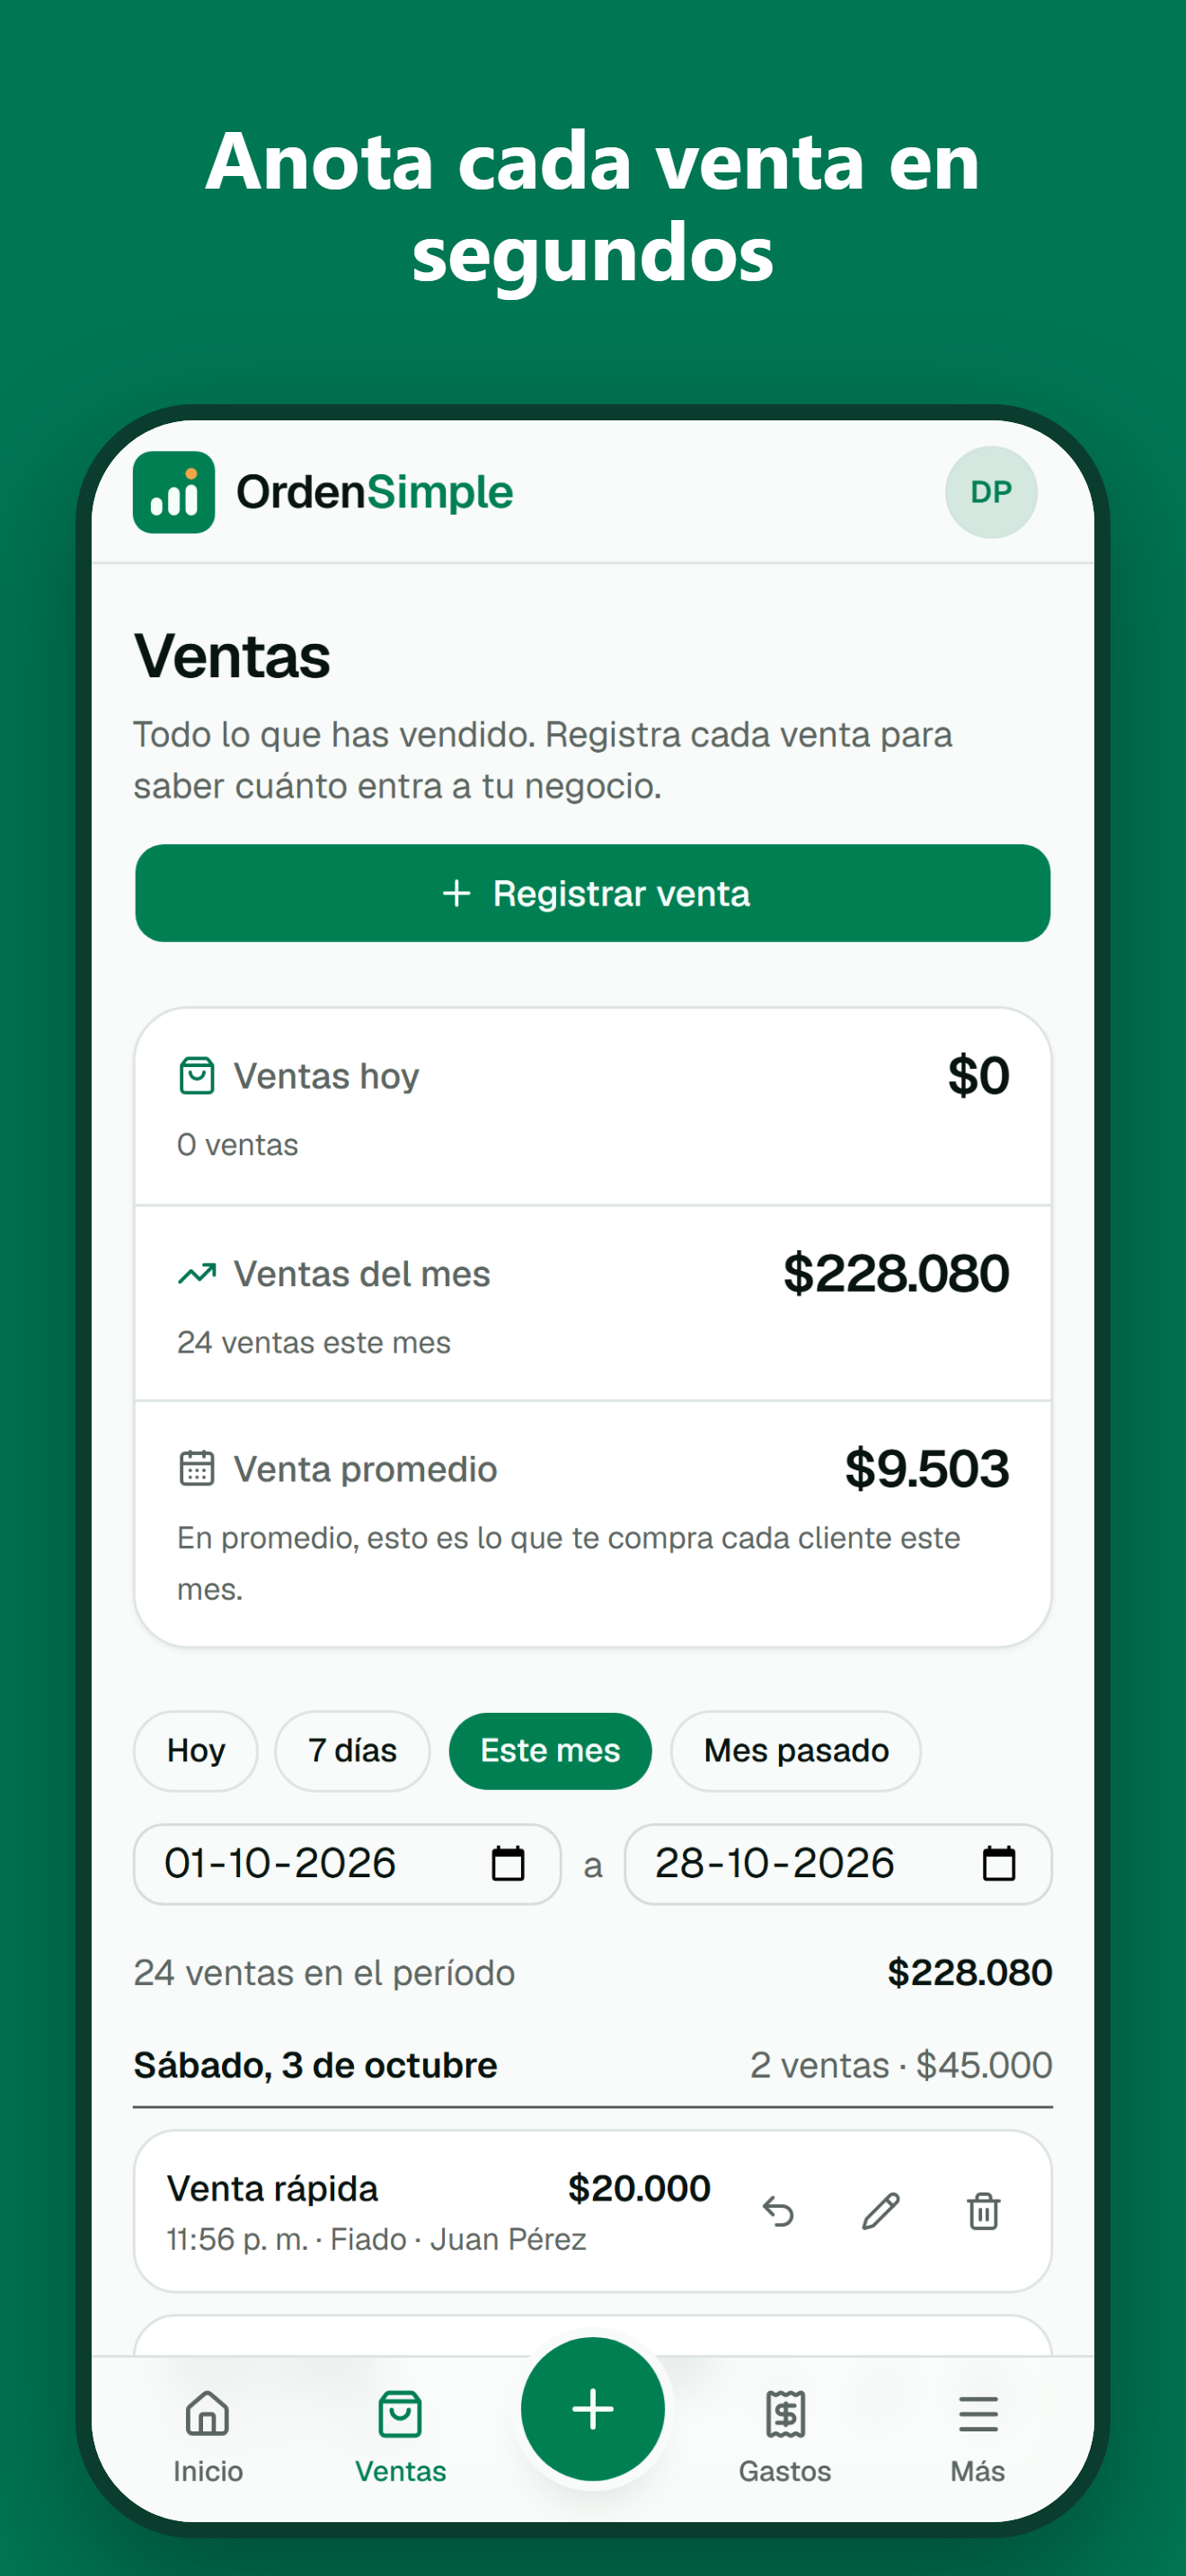 Anota cada venta en
segundos
OrdenSimple
DP
Ventas
Todo lo que has vendido. Registra cada venta para
saber cuánto entra a tu negocio.
+ Registrar venta
Ventas hoy $0
0 ventas
Ventas del mes $228.080
24 ventas este mes
Venta promedio $9.503
En promedio, esto es lo que te compra cada cliente este
mes.
Hoy 7 días Este mes Mes pasado
01-10-2026 a 28-10-2026
24 ventas en el período $228.080
Sábado, 3 de octubre 2 ventas · $45.000
Venta rápida $20.000
11:56 p. m. · Fiado · Juan Pérez
Inicio Ventas + Gastos Más